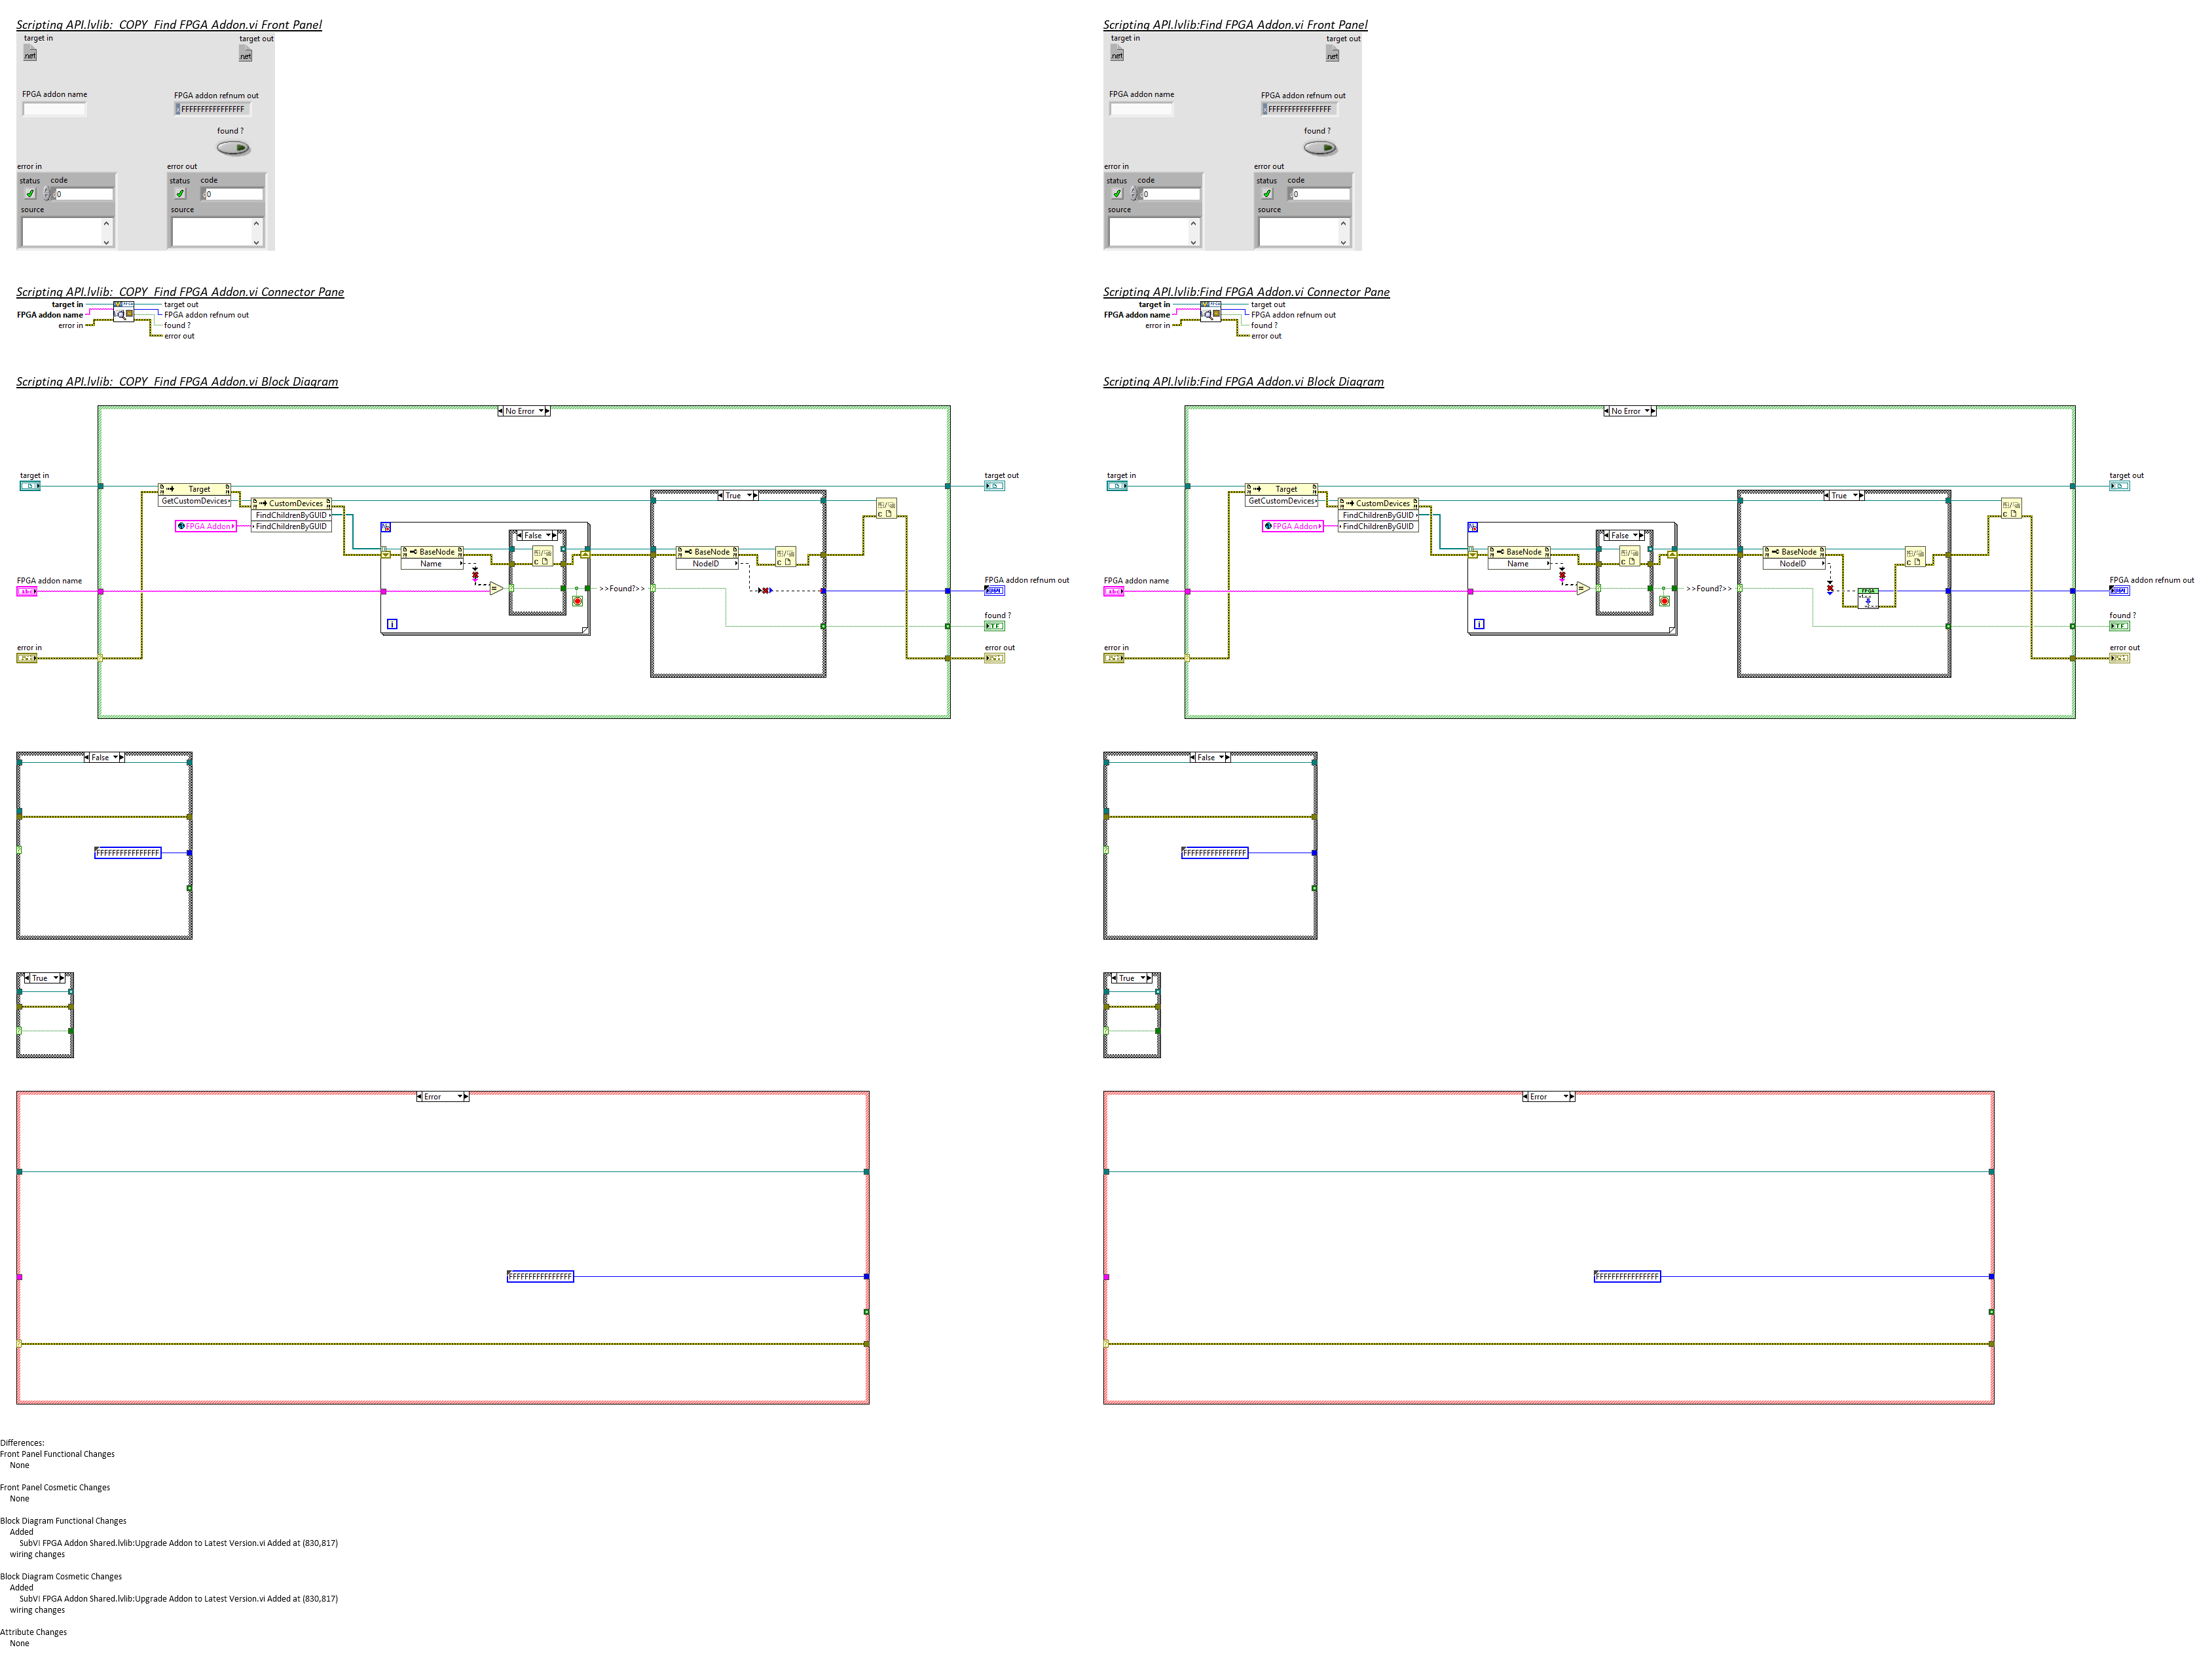 Scripting API.lvlib:  COPY  Find FPGA Addon.vi Front Panel
target in
target out
.net
.net
FPGA addon name
FPGA addon refnum out
FFFFFFFFFFFFFFFF
found ?
error in
error out
status code
status code
0
0
source
source
Scripting API.lvlib:  COPY  Find FPGA Addon.vi Connector Pane
target in
target out
FPGA addon name
FPGA addon refnum out
error in
found ?
error out
Scripting API.lvlib:  COPY  Find FPGA Addon.vi Block Diagram
No Error
target in
target out
Target
GetCustomDevices
CustomDevices
FindChildrenByGUID
FPGA Addon
FindChildrenByGUID
True
False
BaseNode
Name
BaseNode
NodeID
FPGA addon name
FPGA addon refnum out
>>Found?>>
found ?
error in
error out
False
FFFFFFFFFFFFFFFF
True
Error
FFFFFFFFFFFFFFFF
Scripting API.lvlib:Find FPGA Addon.vi Front Panel
target in
target out
.net
.net
FPGA addon name
FPGA addon refnum out
FFFFFFFFFFFFFFFF
found ?
error in
error out
status code
status code
0
0
source
source
Scripting API.lvlib:Find FPGA Addon.vi Connector Pane
target in
target out
FPGA addon name
FPGA addon refnum out
error in
found ?
error out
Scripting API.lvlib:Find FPGA Addon.vi Block Diagram
No Error
target in
target out
Target
GetCustomDevices
CustomDevices
FindChildrenByGUID
FPGA Addon
FindChildrenByGUID
True
False
BaseNode
Name
BaseNode
NodeID
FPGA
FPGA addon name
FPGA addon refnum out
>>Found?>>
found ?
error in
error out
False
FFFFFFFFFFFFFFFF
True
Error
FFFFFFFFFFFFFFFF
Differences:
Front Panel Functional Changes
None
Front Panel Cosmetic Changes
None
Block Diagram Functional Changes
Added
SubVI FPGA Addon Shared.lvlib:Upgrade Addon to Latest Version.vi Added at (830,817)
wiring changes
Block Diagram Cosmetic Changes
Added
SubVI FPGA Addon Shared.lvlib:Upgrade Addon to Latest Version.vi Added at (830,817)
wiring changes
Attribute Changes
None